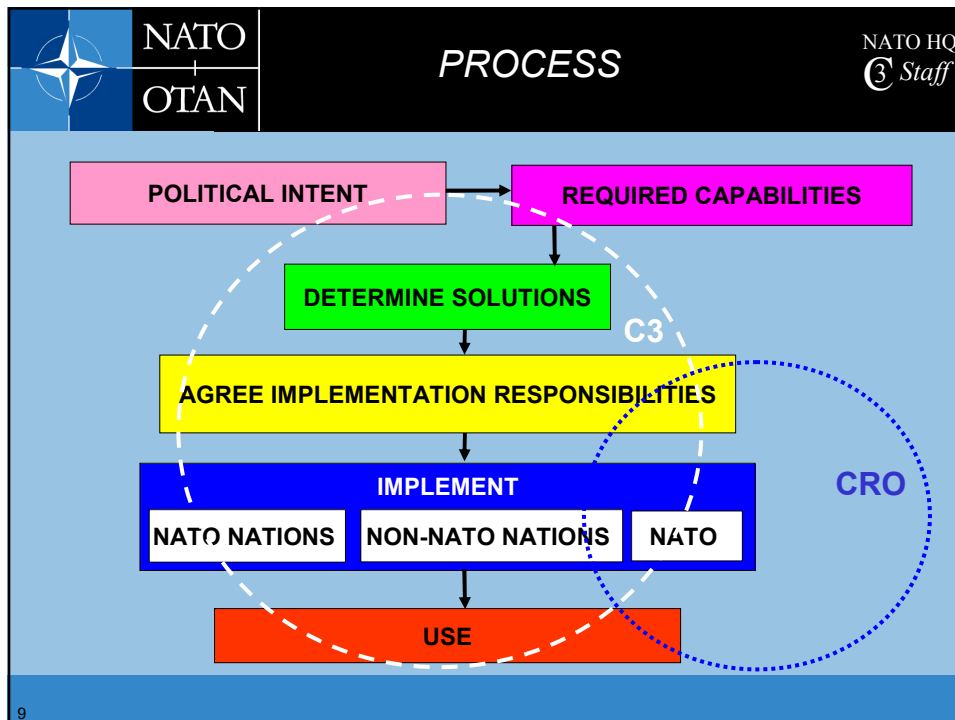 NATO
OTAN
PROCESS
NATO HQ
C3 Staff
POLITICAL INTENT
REQUIRED CAPABILITIES
DETERMINE SOLUTIONS
C3
AGREE IMPLEMENTATION RESPONSIBILITIES
CRO
IMPLEMENT
NATO NATIONS
NON-NATO NATIONS
NATO
USE
9